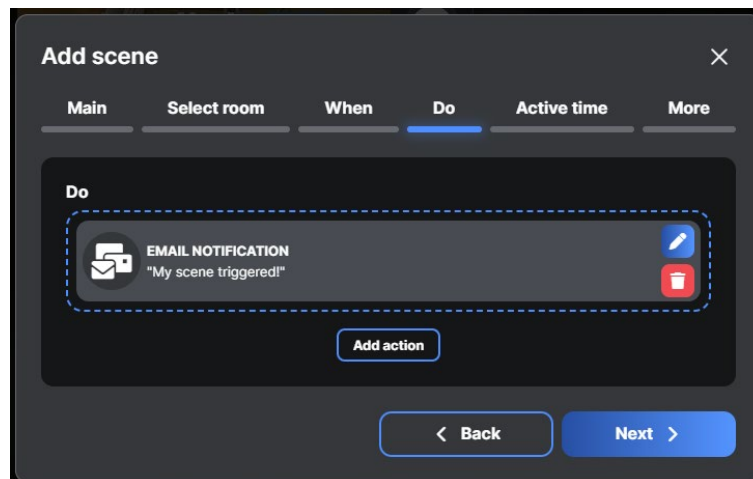 Add scene
Main Select room When Do Active time More
Do
EMAIL NOTIFICATION
"My scene triggered!"
Add action
Back Next